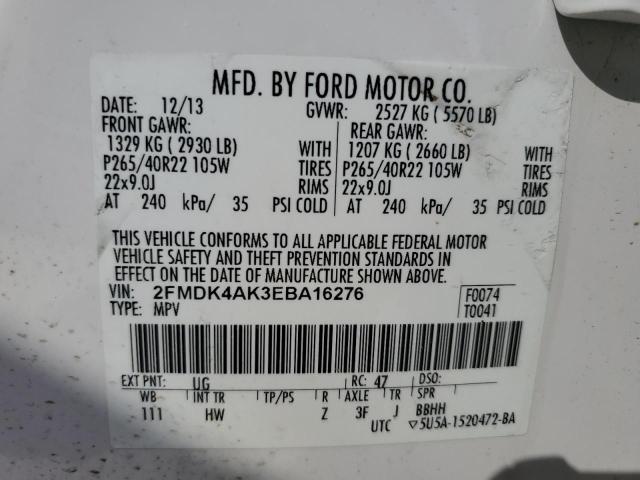 MFD. BY FORD MOTOR CO.
DATE: 12/13 GVWR: 2527 KG ( 5570 LB)
FRONT GAWR: REAR GAWR:
1329 KG ( 2930 LB) WITH 1207 KG ( 2660 LB) WITH
P265/40R22 105W TIRES P265/40R22 105W TIRES
22x9.0J RIMS 22x9.0J RIMS
AT 240 kPa/ 35 PSI COLD AT 240 kPa/ 35 PSI COLD
THIS VEHICLE CONFORMS TO ALL APPLICABLE FEDERAL MOTOR
VEHICLE SAFETY AND THEFT PREVENTION STANDARDS IN
EFFECT ON THE DATE OF MANUFACTURE SHOWN ABOVE.
VIN: 2FMDK4AK3EBA16276 F0074
TYPE: MPV T0041
EXT PNT: UG RC: 47 DSO:
WB INT TR TP/PS R AXLE TR SPR
111 HW Z 3F J BBHH
UTC ▽5U5A-1520472-BA